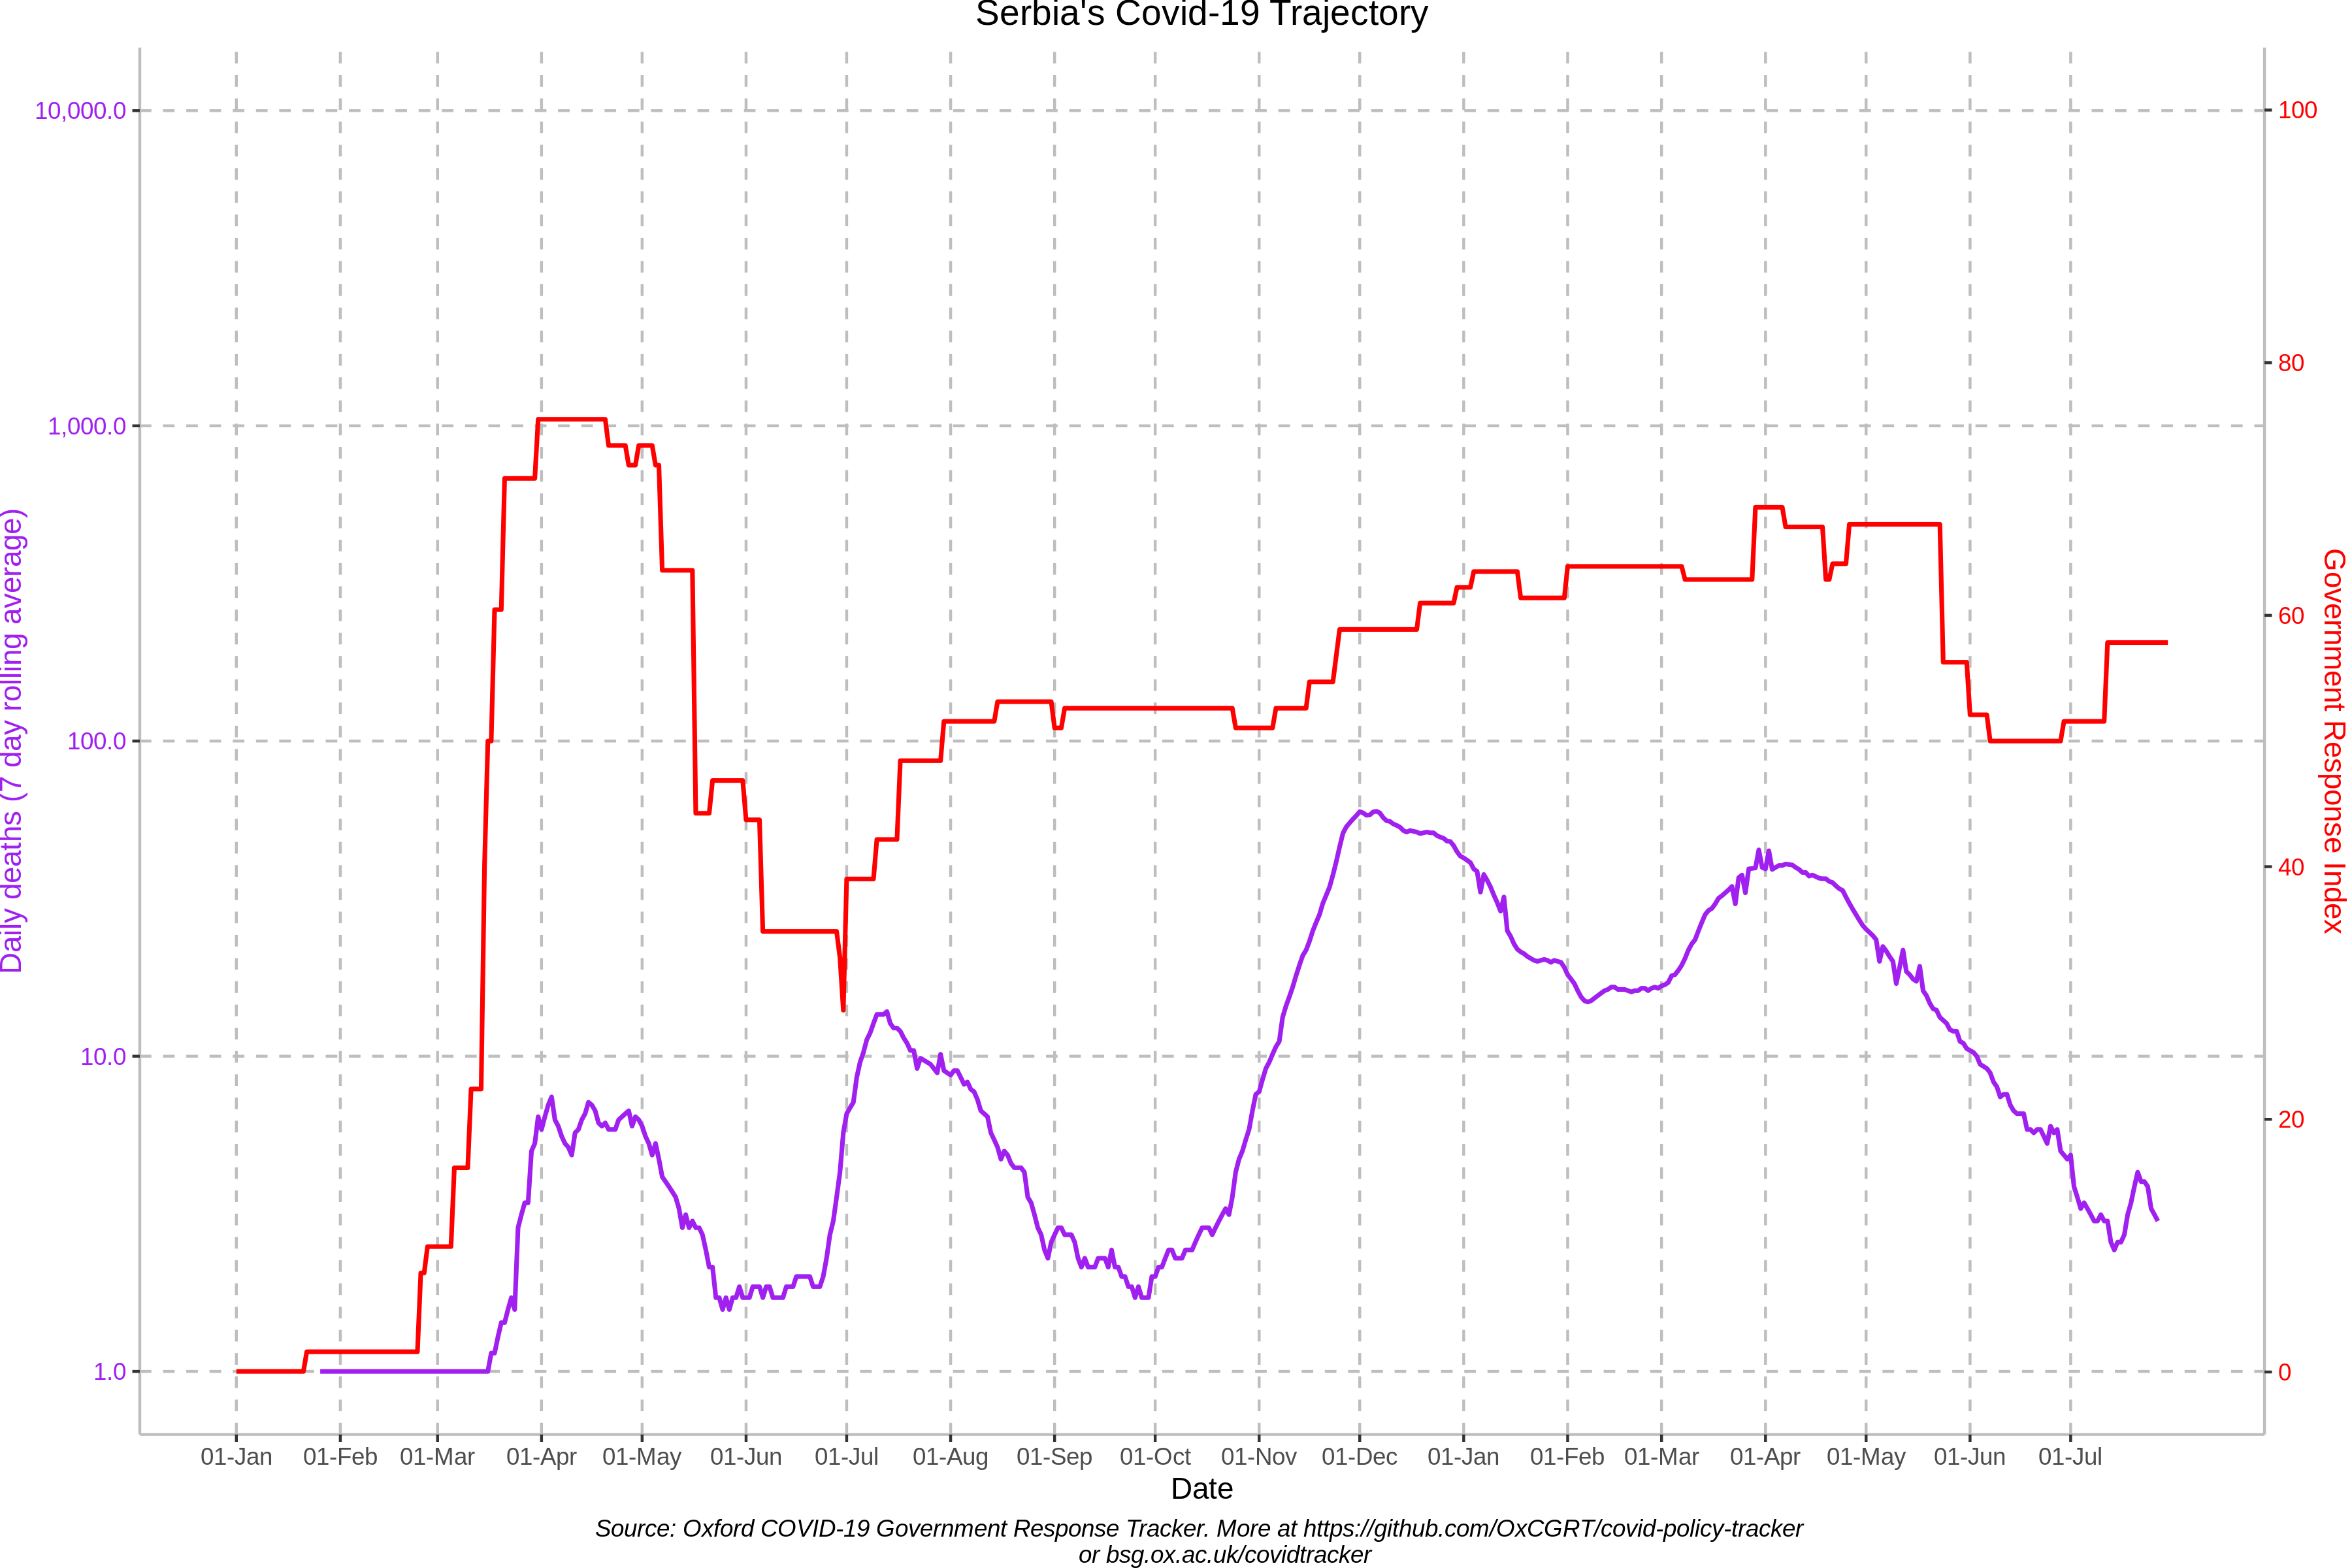 Serbia's Covid-19 Trajectory
10,000.0
1,000.0
100.0
10.0
1.0
Daily deaths (7 day rolling average)
100
80
60
40
20
0
Government Response Index
01-Jan 01-Feb 01-Mar 01-Apr 01-May 01-Jun 01-Jul 01-Aug 01-Sep 01-Oct 01-Nov 01-Dec 01-Jan 01-Feb 01-Mar 01-Apr 01-May 01-Jun 01-Jul
Date
Source: Oxford COVID-19 Government Response Tracker. More at https://github.com/OxCGRT/covid-policy-tracker
or bsg.ox.ac.uk/covidtracker